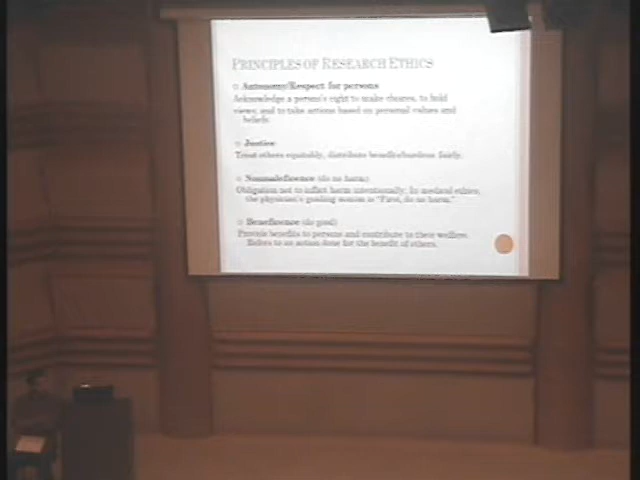 PRINCIPLES OF RESEARCH ETHICS
Autonomy/Respect for persons
Acknowledge a person's right to make choices, to hold
views, and to take actions based on personal values and
beliefs
Justice
Treat others equitably, distribute benefits/burdens fairly.
Nonmaleficence (do no harm)
Obligation not to inflict harm intentionally; In medical ethics,
the physician's guiding maxim is "First, do no harm."
Beneficence (do good)
Provide benefits to persons and contribute to their welfare.
Refers to an action done for the benefit of others.